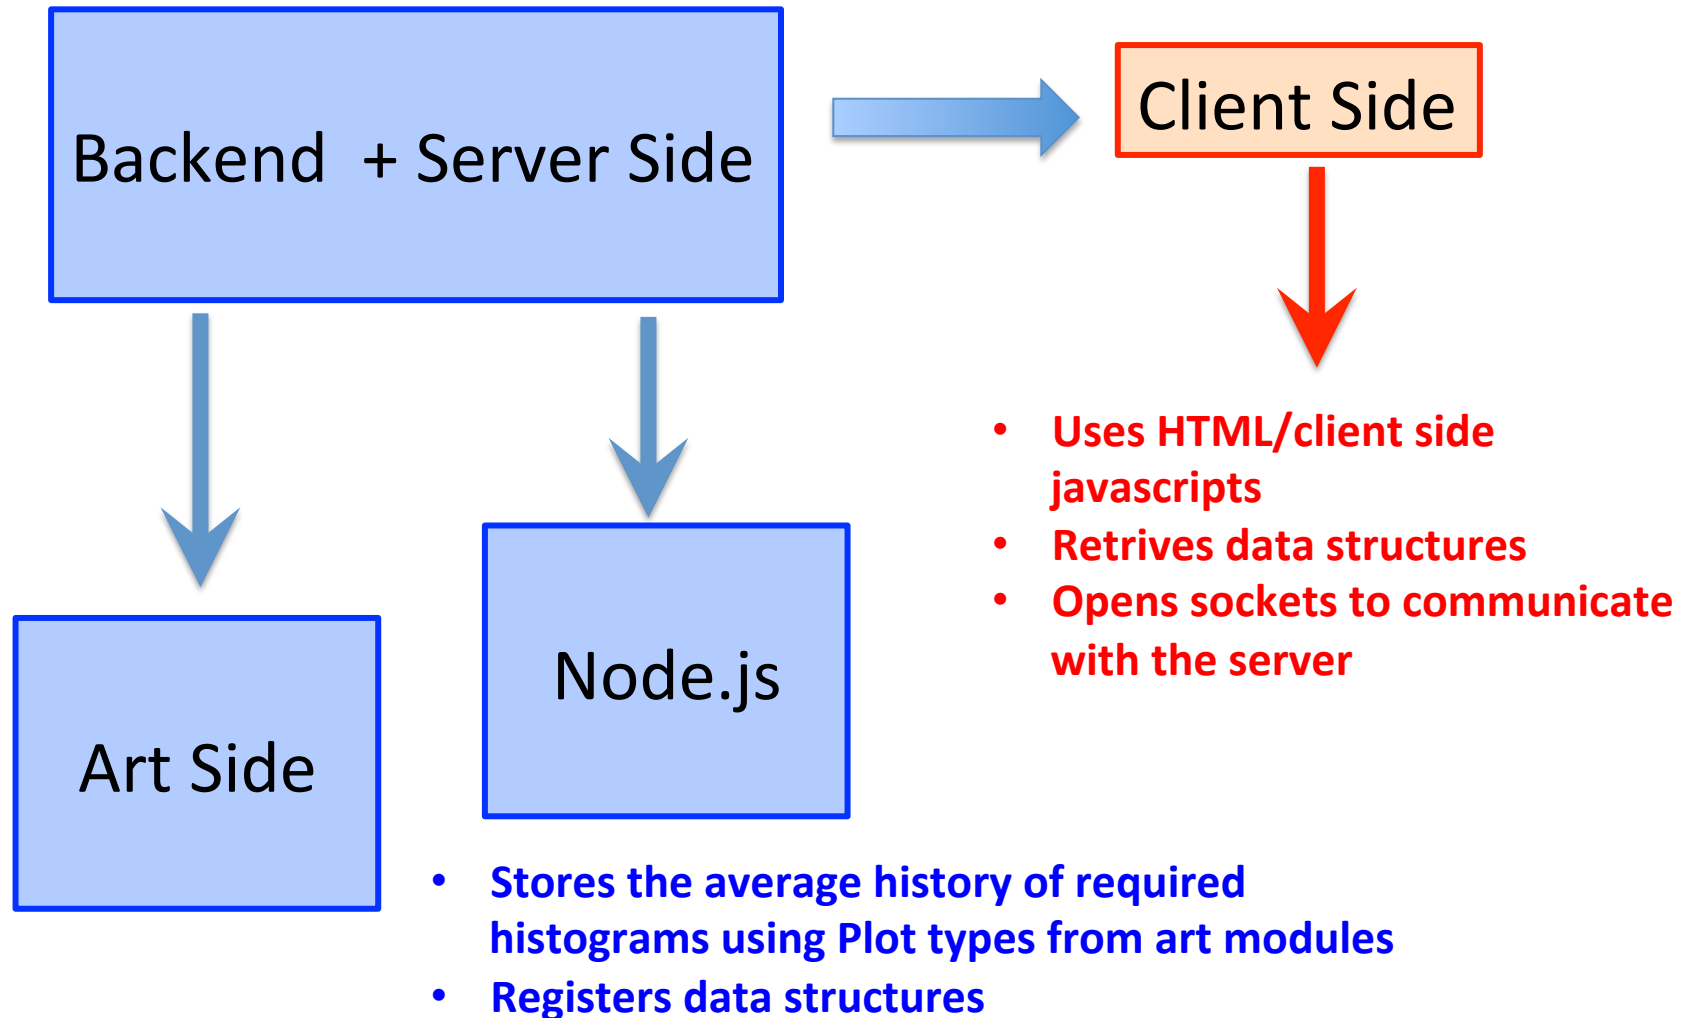 Backend + Server Side
Client Side
• Uses HTML/client side
javascripts
• Retrives data structures
• Opens sockets to communicate
with the server
Node.js
Art Side
• Stores the average history of required
histograms using Plot types from art modules
• Registers data structures